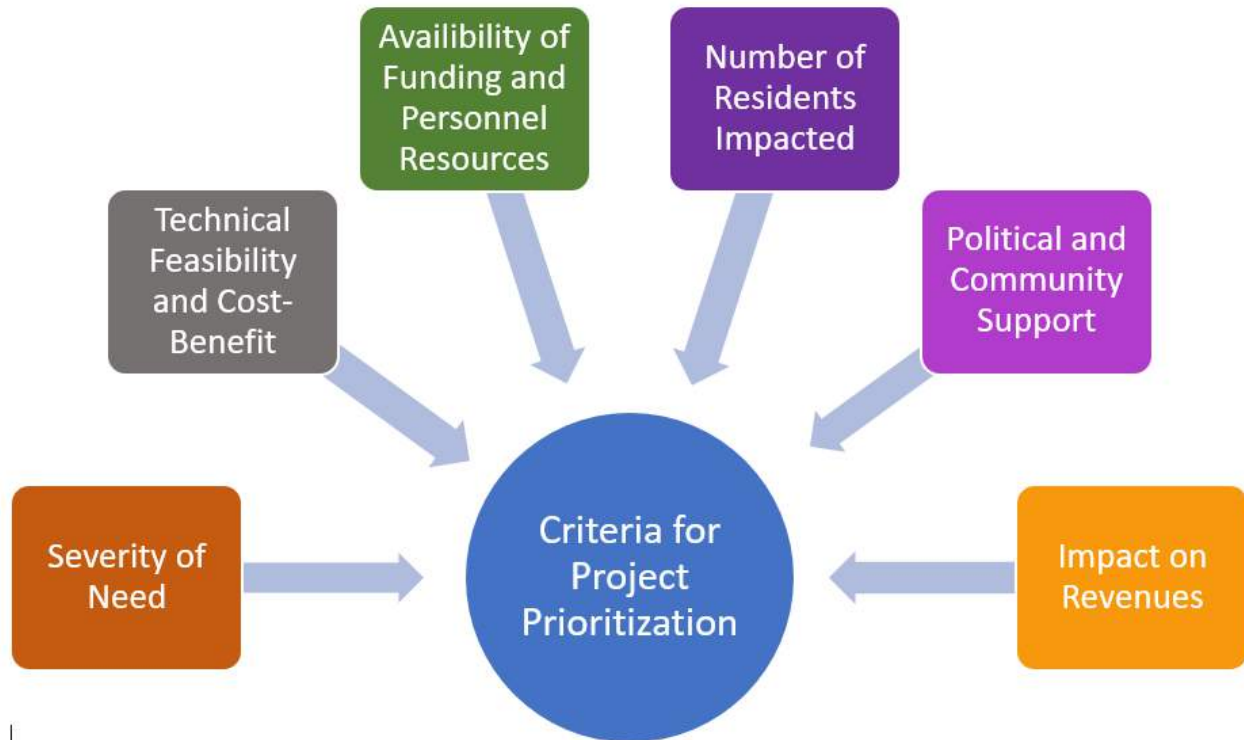 Availibility of
Funding and
Personnel
Resources
Number of
Residents
Impacted
Technical
Feasibility
and Cost-
Benefit
Political and
Community
Support
Severity of
Need
Criteria for
Project
Prioritization
Impact on
Revenues